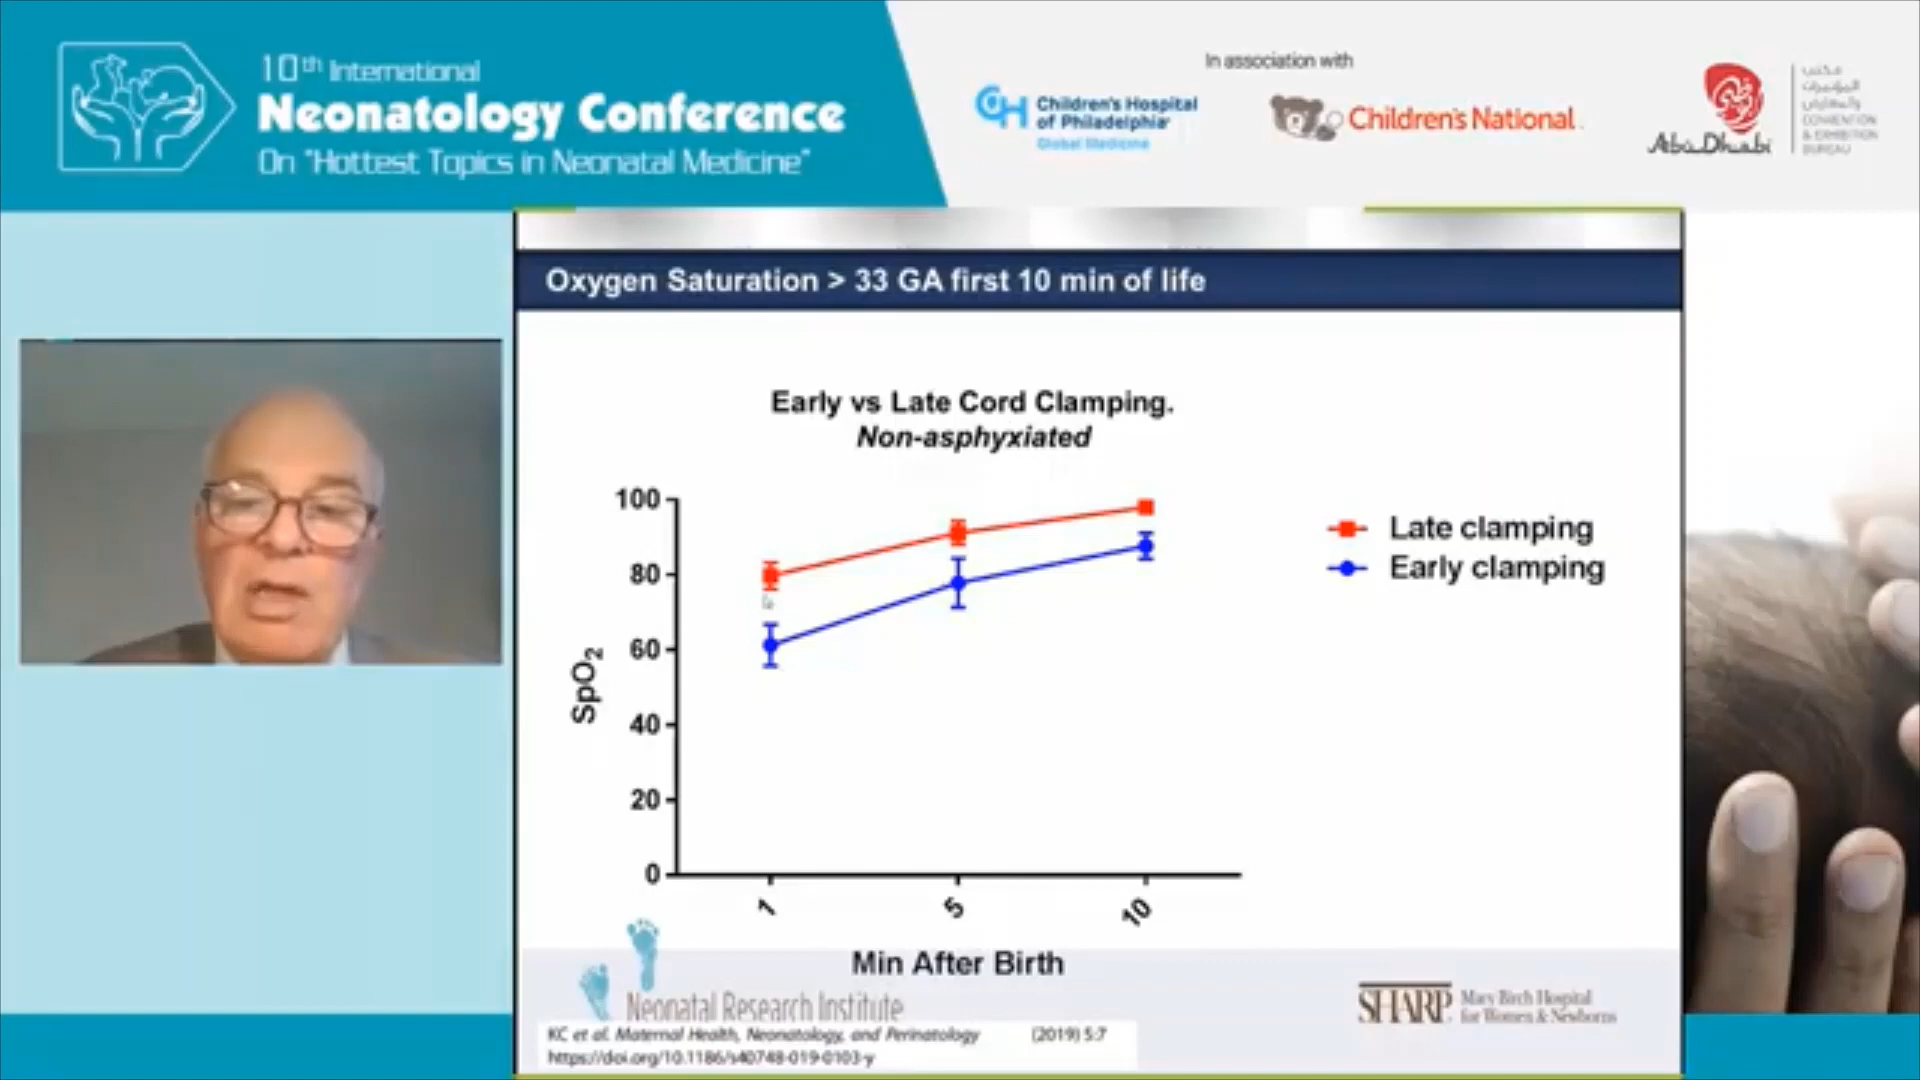 10th International
Neonatology Conference
On "Hottest Topics in Neonatal Medicine"
In association with
Children's Hospital
of Philadelphia
Global Medicine
Children's National
Abu Dhabi
CONVENTION
& EXHIBITION
BUREAU
Oxygen Saturation > 33 GA first 10 min of life
Early vs Late Cord Clamping.
Non-asphyxiated
100
80
60
40
20
0
SpO2
1
5
10
Min After Birth
Late clamping
Early clamping
Neonatal Research Institute
SHARP
Mary Birch Hospital
for Women & Newborns
KC et al. Maternal Health, Neonatology, and Perinatology (2019) 5:7
https://doi.org/10.1186/s40748-019-0103-y